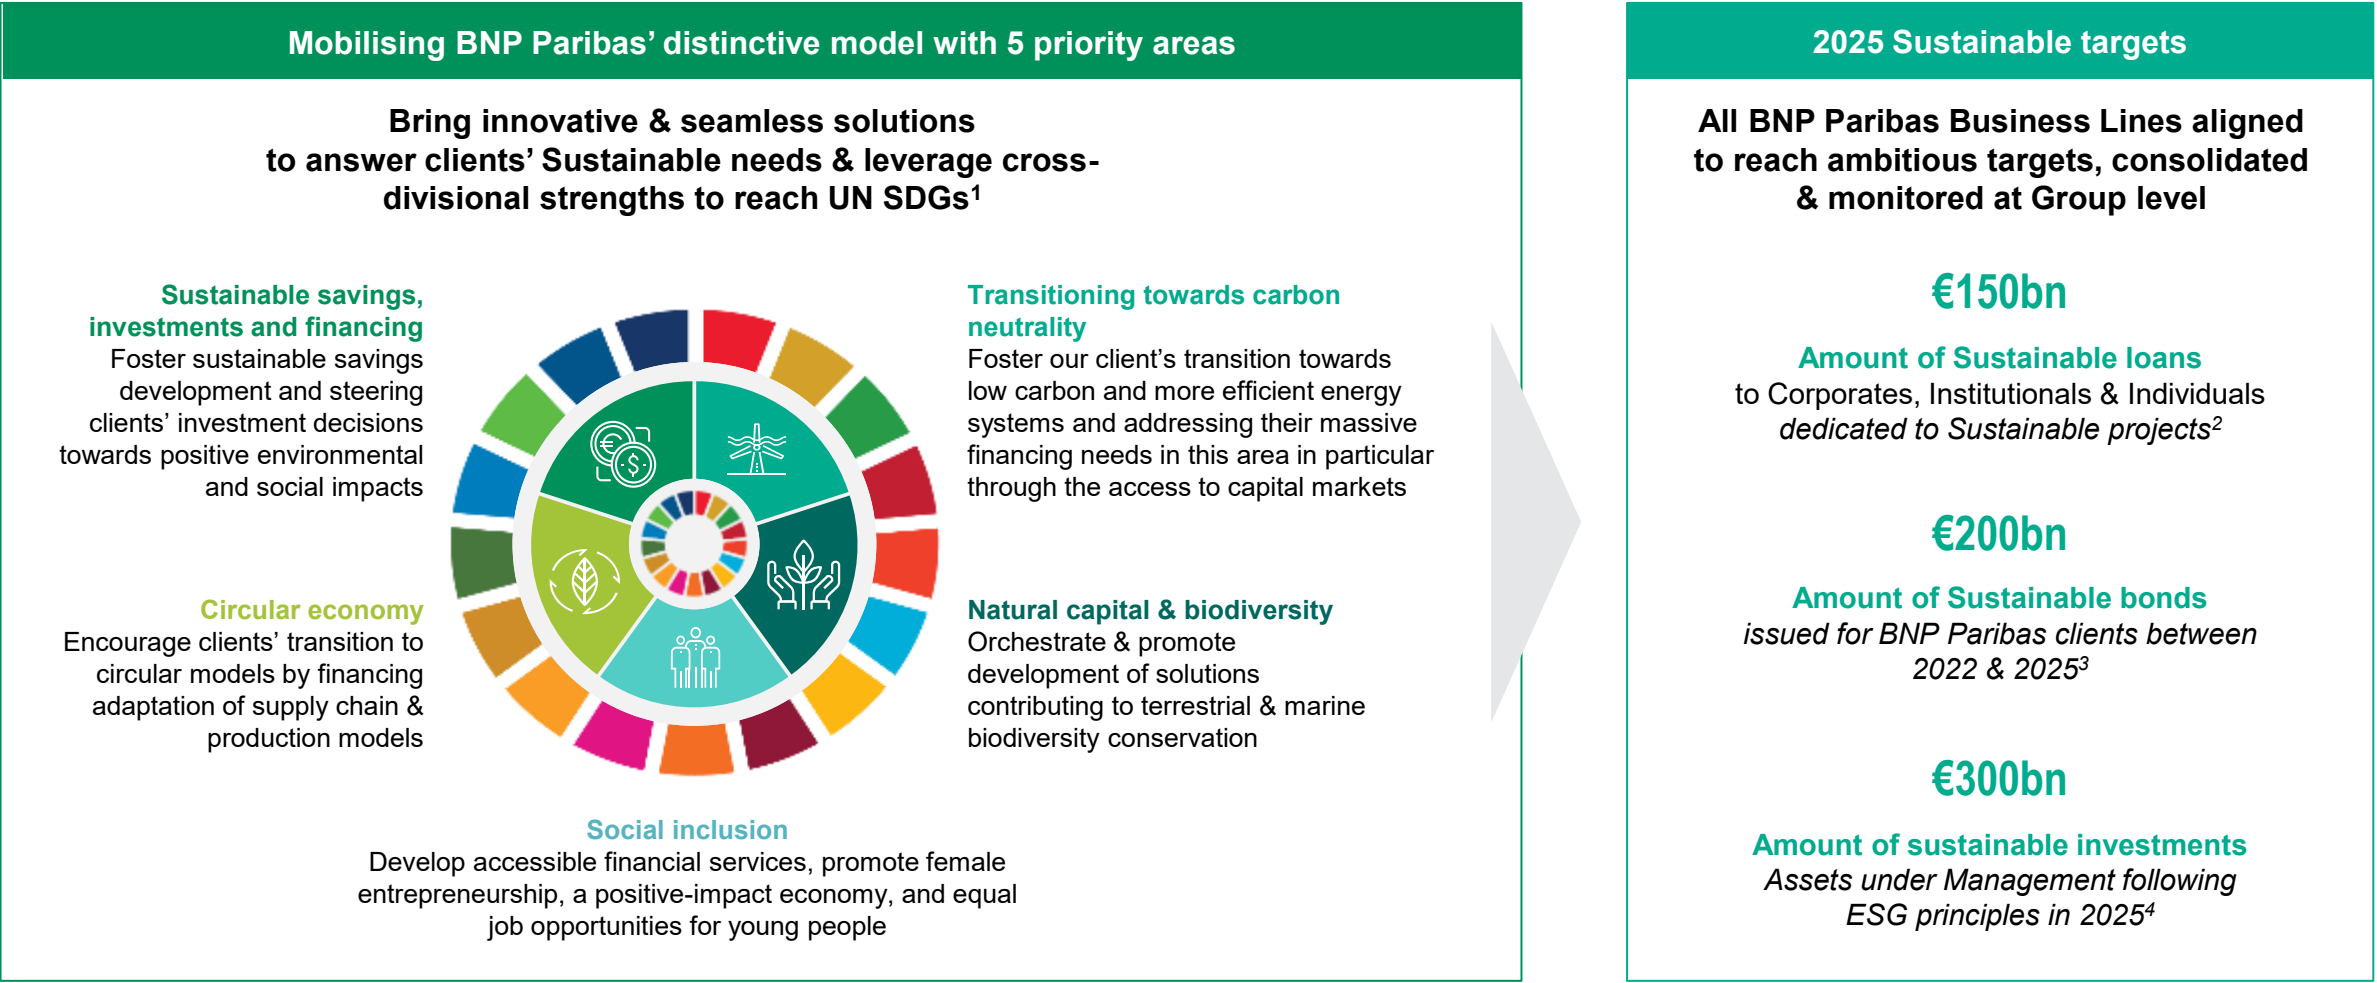 Mobilising BNP Paribas’ distinctive model with 5 priority areas
Bring innovative & seamless solutions
to answer clients’ Sustainable needs & leverage cross-
divisional strengths to reach UN SDGs¹
Sustainable savings,
investments and financing
Foster sustainable savings
development and steering
clients’ investment decisions
towards positive environmental
and social impacts
Transitioning towards carbon
neutrality
Foster our client’s transition towards
low carbon and more efficient energy
systems and addressing their massive
financing needs in this area in particular
through the access to capital markets
€
$
Circular economy
Encourage clients’ transition to
circular models by financing
adaptation of supply chain &
production models
Natural capital & biodiversity
Orchestrate & promote
development of solutions
contributing to terrestrial & marine
biodiversity conservation
Social inclusion
Develop accessible financial services, promote female
entrepreneurship, a positive-impact economy, and equal
job opportunities for young people
2025 Sustainable targets
All BNP Paribas Business Lines aligned
to reach ambitious targets, consolidated
& monitored at Group level
€150bn
Amount of Sustainable loans
to Corporates, Institutionals & Individuals
dedicated to Sustainable projects²
€200bn
Amount of Sustainable bonds
issued for BNP Paribas clients between
2022 & 2025³
€300bn
Amount of sustainable investments
Assets under Management following
ESG principles in 2025⁴